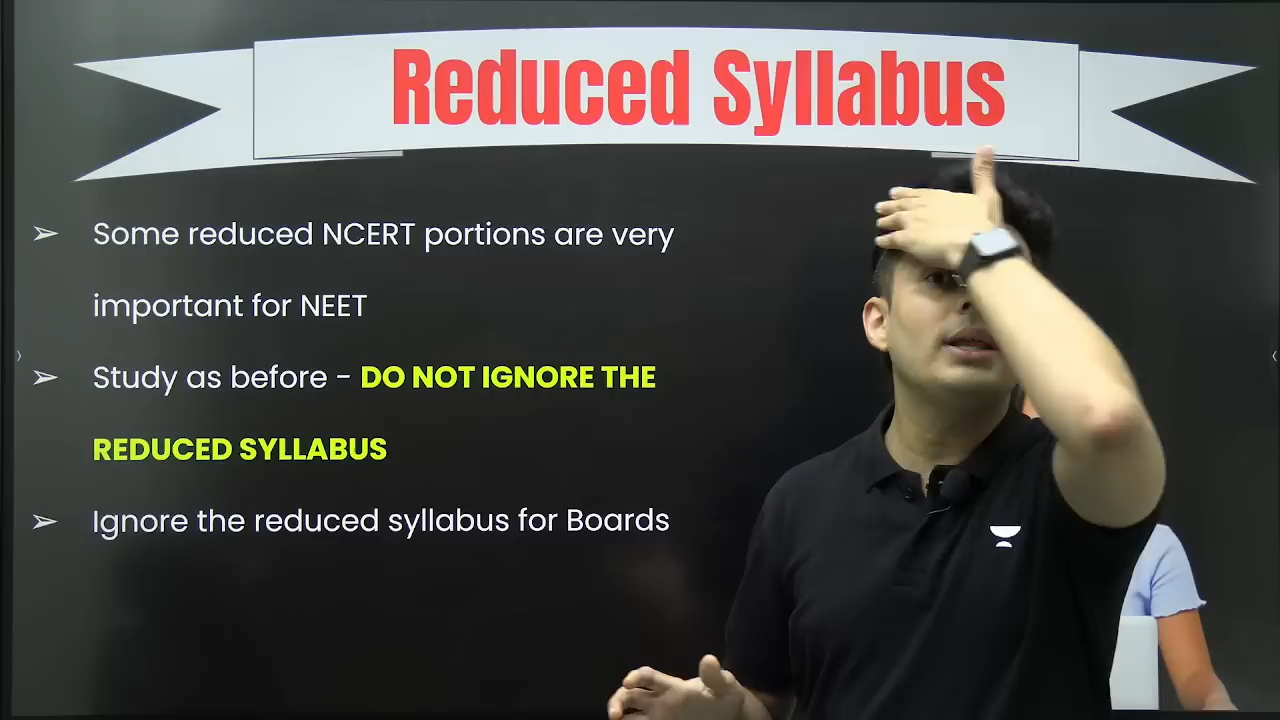 Reduced Syllabus
➢ Some reduced NCERT portions are very
important for NEET
➢ Study as before - DO NOT IGNORE THE
REDUCED SYLLABUS
➢ Ignore the reduced syllabus for Boards